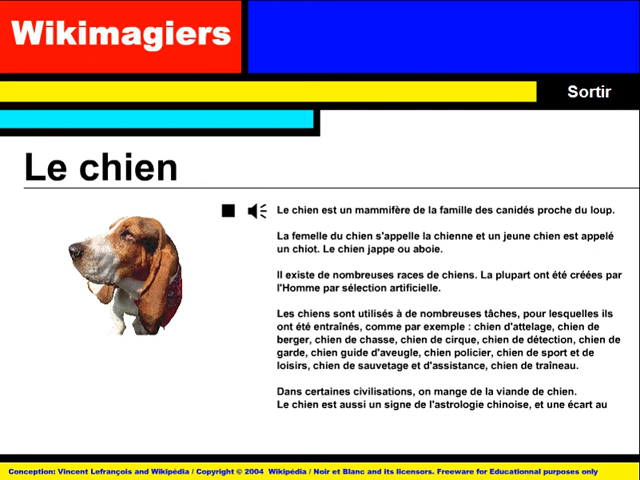 Wikimagiers
Sortir
Le chien
Le chien est un mammifère de la famille des canidés proche du loup.
La femelle du chien s'appelle la chienne et un jeune chien est appelé
un chiot. Le chien jappe ou aboie.
Il existe de nombreuses races de chiens. La plupart ont été créées par
l'Homme par sélection artificielle.
Les chiens sont utilisés à de nombreuses tâches, pour lesquelles ils
ont été entraînés, comme par exemple : chien d'attelage, chien de
berger, chien de chasse, chien de cirque, chien de détection, chien de
garde, chien guide d'aveugle, chien policier, chien de sport et de
loisirs, chien de sauvetage et d'assistance, chien de traîneau.
Dans certaines civilisations, on mange de la viande de chien.
Le chien est aussi un signe de l'astrologie chinoise, et une écart au
Conception: Vincent Lefrançois and Wikipédia / Copyright © 2004 Wikipédia / Noir et Blanc and its licensors. Freeware for Educationnal purposes only